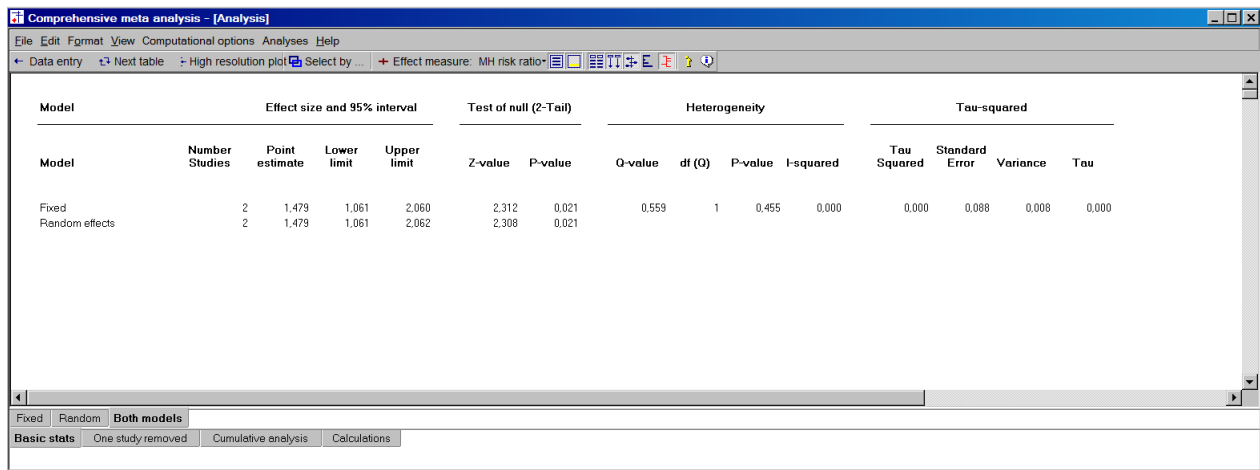 Comprehensive meta analysis - [Analysis]
File Edit Format View Computational options Analyses Help
← Data entry Next table High resolution plot Select by ... + Effect measure: MH risk ratio
Model Effect size and 95% interval Test of null (2-Tail) Heterogeneity Tau-squared
Number Point Lower Upper Tau Standard
Model Studies estimate limit limit Z-value P-value Q-value df (Q) P-value I-squared Squared Error Variance Tau
Fixed 2 1,479 1,061 2,060 2,312 0,021 0,559 1 0,455 0,000 0,000 0,088 0,008 0,000
Random effects 2 1,479 1,061 2,062 2,308 0,021
Fixed Random Both models
Basic stats One study removed Cumulative analysis Calculations